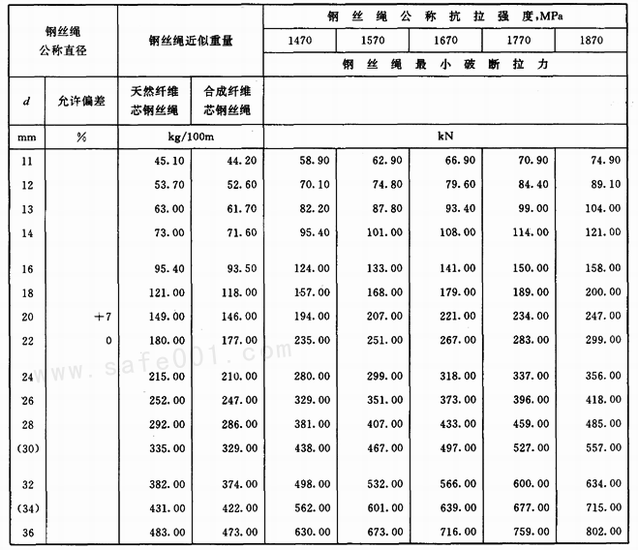 钢丝绳公称抗拉强度,MPa
钢丝绳
公称直径
钢丝绳近似重量
1470 1570 1670 1770 1870
钢丝绳最小破断拉力
d 允许偏差 天然纤维 合成纤维
芯钢丝绳 芯钢丝绳
mm % kg/100m kN
11 45.10 44.20 58.90 62.90 66.90 70.90 74.90
12 53.70 52.60 70.10 74.80 79.60 84.40 89.10
13 63.00 61.70 82.20 87.80 93.40 99.00 104.00
14 73.00 71.60 95.40 101.00 108.00 114.00 121.00
16 95.40 93.50 124.00 133.00 141.00 150.00 158.00
18 121.00 118.00 157.00 168.00 179.00 189.00 200.00
20 +7 149.00 146.00 194.00 207.00 221.00 234.00 247.00
22 0 180.00 177.00 235.00 251.00 267.00 283.00 299.00
www.safe001.com
24 215.00 210.00 280.00 299.00 318.00 337.00 356.00
26 252.00 247.00 329.00 351.00 373.00 396.00 418.00
28 292.00 286.00 381.00 407.00 433.00 459.00 485.00
(30) 335.00 329.00 438.00 467.00 497.00 527.00 557.00
32 382.00 374.00 498.00 532.00 566.00 600.00 634.00
(34) 431.00 422.00 562.00 601.00 639.00 677.00 715.00
36 483.00 473.00 630.00 673.00 716.00 759.00 802.00